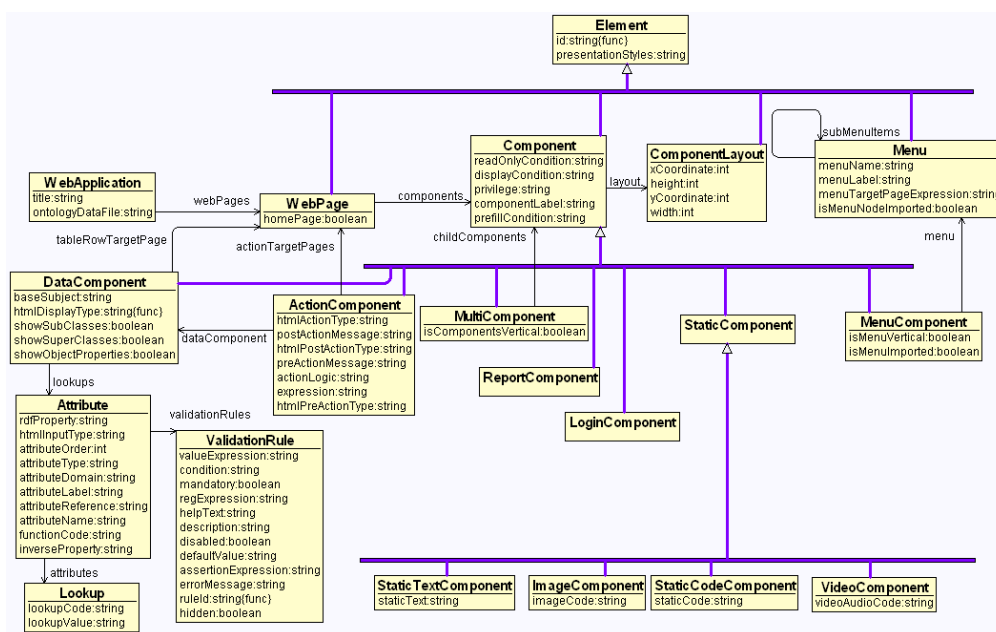 Element
id:string{func}
presentationStyles:string
subMenuItems
Component
readOnlyCondition:string
displayCondition:string
privilege:string
componentLabel:string
prefillCondition:string
layout
ComponentLayout
xCoordinate:int
height:int
yCoordinate:int
width:int
Menu
menuName:string
menuLabel:string
menuTargetPageExpression:string
isMenuNodeImported:boolean
WebApplication
title:string
ontologyDataFile:string
webPages
WebPage
homePage:boolean
components
tableRowTargetPage
actionTargetPages
childComponents
menu
DataComponent
baseSubject:string
htmlDisplayType:string{func}
showSubClasses:boolean
showSuperClasses:boolean
showObjectProperties:boolean
dataComponent
ActionComponent
htmlActionType:string
postActionMessage:string
htmlPostActionType:string
preActionMessage:string
actionLogic:string
expression:string
htmlPreActionType:string
MultiComponent
isComponentsVertical:boolean
StaticComponent
MenuComponent
isMenuVertical:boolean
isMenuImported:boolean
ReportComponent
LoginComponent
lookups
Attribute
rdfProperty:string
htmlInputType:string
attributeOrder:int
attributeType:string
attributeDomain:string
attributeLabel:string
attributeReference:string
attributeName:string
functionCode:string
inverseProperty:string
validationRules
ValidationRule
valueExpression:string
condition:string
mandatory:boolean
regExpression:string
helpText:string
description:string
disabled:boolean
defaultValue:string
assertionExpression:string
errorMessage:string
ruleId:string{func}
hidden:boolean
attributes
Lookup
lookupCode:string
lookupValue:string
StaticTextComponent
staticText:string
ImageComponent
imageCode:string
StaticCodeComponent
staticCode:string
VideoComponent
videoAudioCode:string